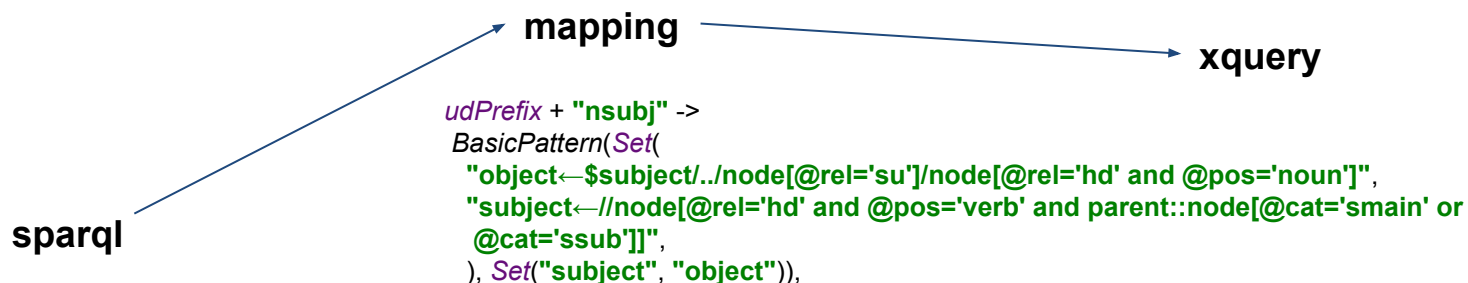 mapping
xquery
udPrefix + "nsubj" ->
BasicPattern(Set(
"object←$subject/../node[@rel='su']/node[@rel='hd' and @pos='noun']",
"subject←//node[@rel='hd' and @pos='verb' and parent::node[@cat='smain' or
@cat='ssub']]",
), Set("subject", "object")),
sparql